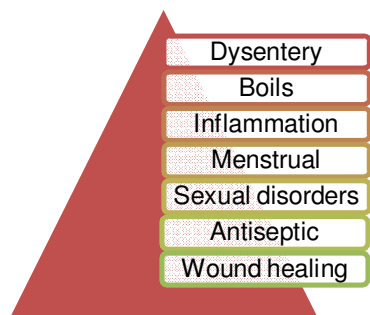 Dysentery
Boils
Inflammation
Menstrual
Sexual disorders
Antiseptic
Wound healing